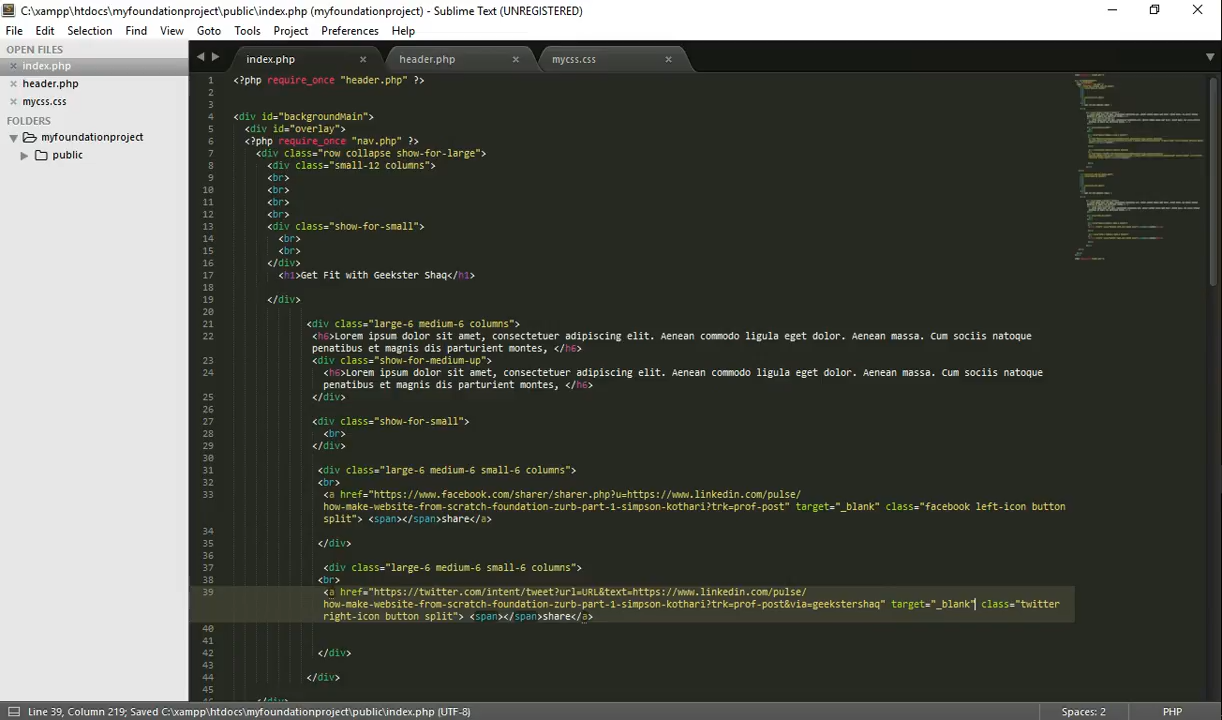 C:\xampp\htdocs\myfoundationproject\public\index.php (myfoundationproject) - Sublime Text (UNREGISTERED)
File Edit Selection Find View Goto Tools Project Preferences Help
OPEN FILES
index.php
header.php
mycss.css
FOLDERS
myfoundationproject
public
index.php header.php mycss.css
1 <?php require_once "header.php" ?>
2
3
4 <div id="backgroundMain">
5 <div id="overlay">
6 <?php require_once "nav.php" ?>
7 <div class="row collapse show-for-large">
8 <div class="small-12 columns">
9 <br>
10 <br>
11 <br>
12 <br>
13 <div class="show-for-small">
14 <br>
15 <br>
16 </div>
17 <h1>Get Fit with Geekster Shaq</h1>
18
19 </div>
20
21 <div class="large-6 medium-6 columns">
22 <h6>Lorem ipsum dolor sit amet, consectetuer adipiscing elit. Aenean commodo ligula eget dolor. Aenean massa. Cum sociis natoque
penatibus et magnis dis parturient montes, </h6>
23 <div class="show-for-medium-up">
24 <h6>Lorem ipsum dolor sit amet, consectetuer adipiscing elit. Aenean commodo ligula eget dolor. Aenean massa. Cum sociis natoque
penatibus et magnis dis parturient montes, </h6>
25 </div>
26
27 <div class="show-for-small">
28 <br>
29 </div>
30
31 <div class="large-6 medium-6 small-6 columns">
32 <br>
33 <a href="https://www.facebook.com/sharer/sharer.php?u=https://www.linkedin.com/pulse/
how-make-website-from-scratch-foundation-zurb-part-1-simpson-kothari?trk=prof-post" target="_blank" class="facebook left-icon button
split"> <span></span>share</a>
34
35 </div>
36
37 <div class="large-6 medium-6 small-6 columns">
38 <br>
39 <a href="https://twitter.com/intent/tweet?url=URL&text=https://www.linkedin.com/pulse/
how-make-website-from-scratch-foundation-zurb-part-1-simpson-kothari?trk=prof-post&via=geekstershaq" target="_blank" class="twitter
right-icon button split"> <span></span>share</a>
40
41
42 </div>
43
44 </div>
45
Line 39, Column 219; Saved C:\xampp\htdocs\myfoundationproject\public\index.php (UTF-8) Spaces: 2 PHP